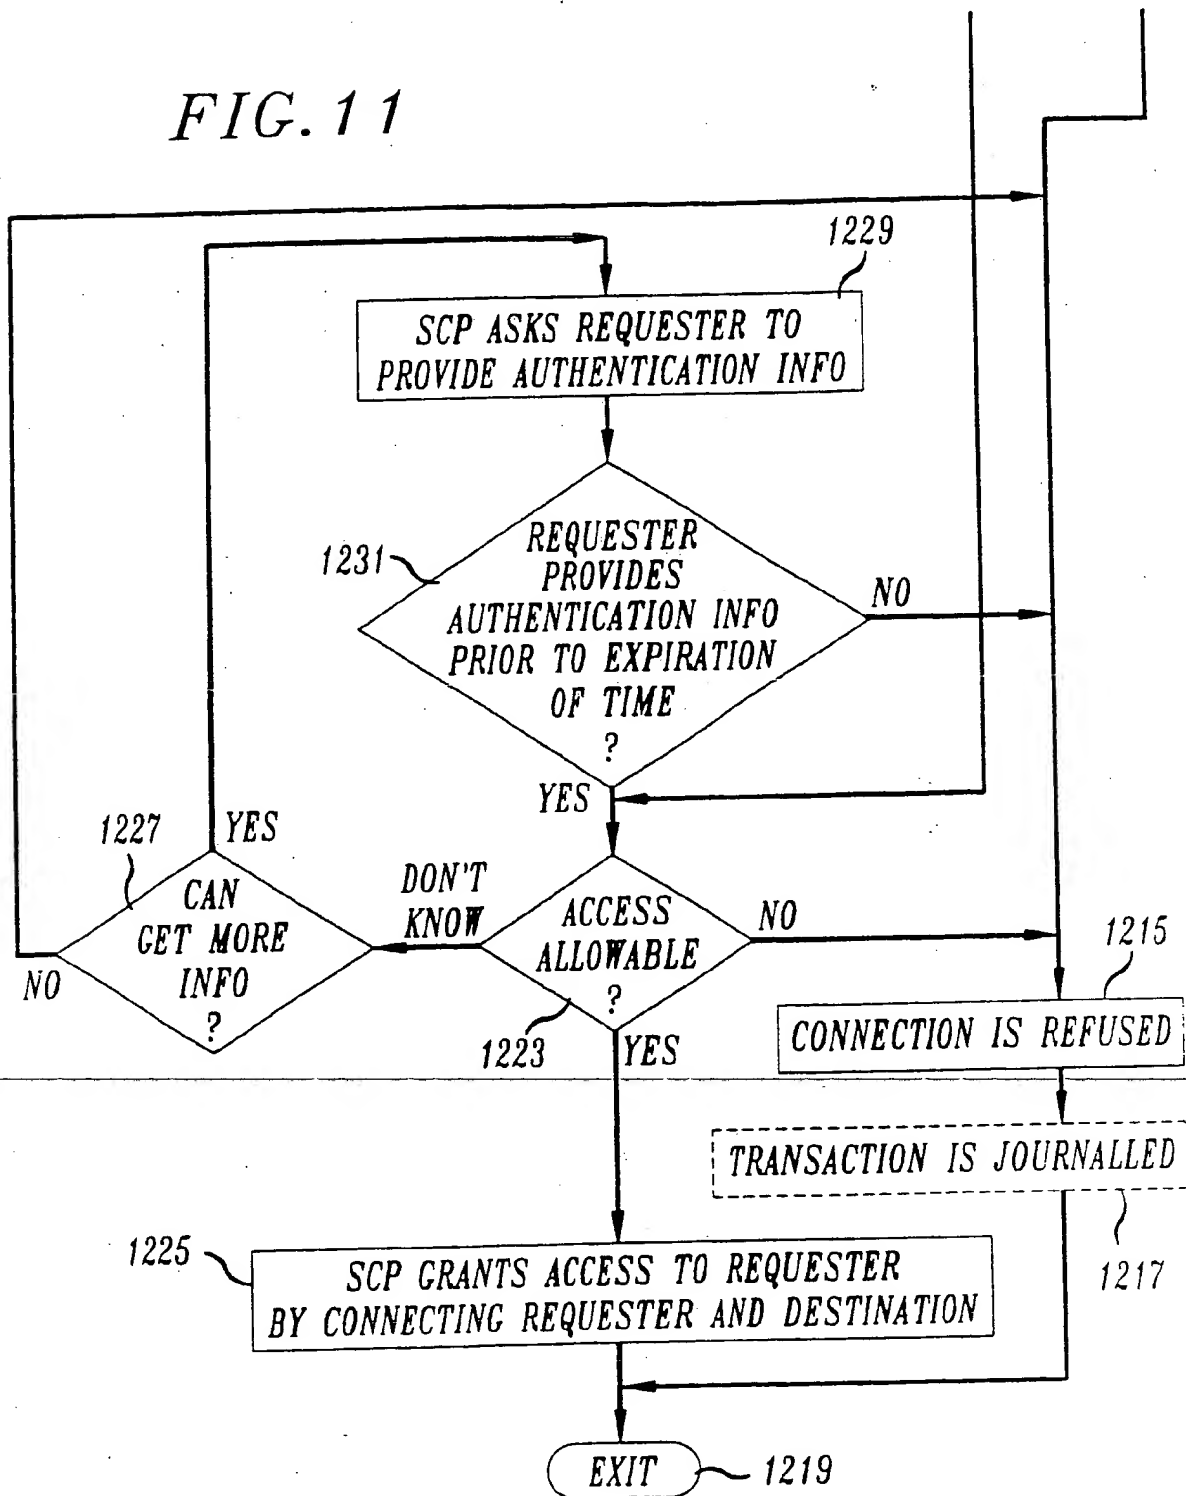 FIG. 11
1229
SCP ASKS REQUESTER TO
PROVIDE AUTHENTICATION INFO
1231
REQUESTER
PROVIDES
AUTHENTICATION INFO
PRIOR TO EXPIRATION
OF TIME
?
NO
YES
1227
YES
CAN
GET MORE
INFO
?
NO
DON'T
KNOW
ACCESS
ALLOWABLE
?
NO
1223
YES
1215
CONNECTION IS REFUSED
TRANSACTION IS JOURNALLED
1217
1225
SCP GRANTS ACCESS TO REQUESTER
BY CONNECTING REQUESTER AND DESTINATION
EXIT
1219